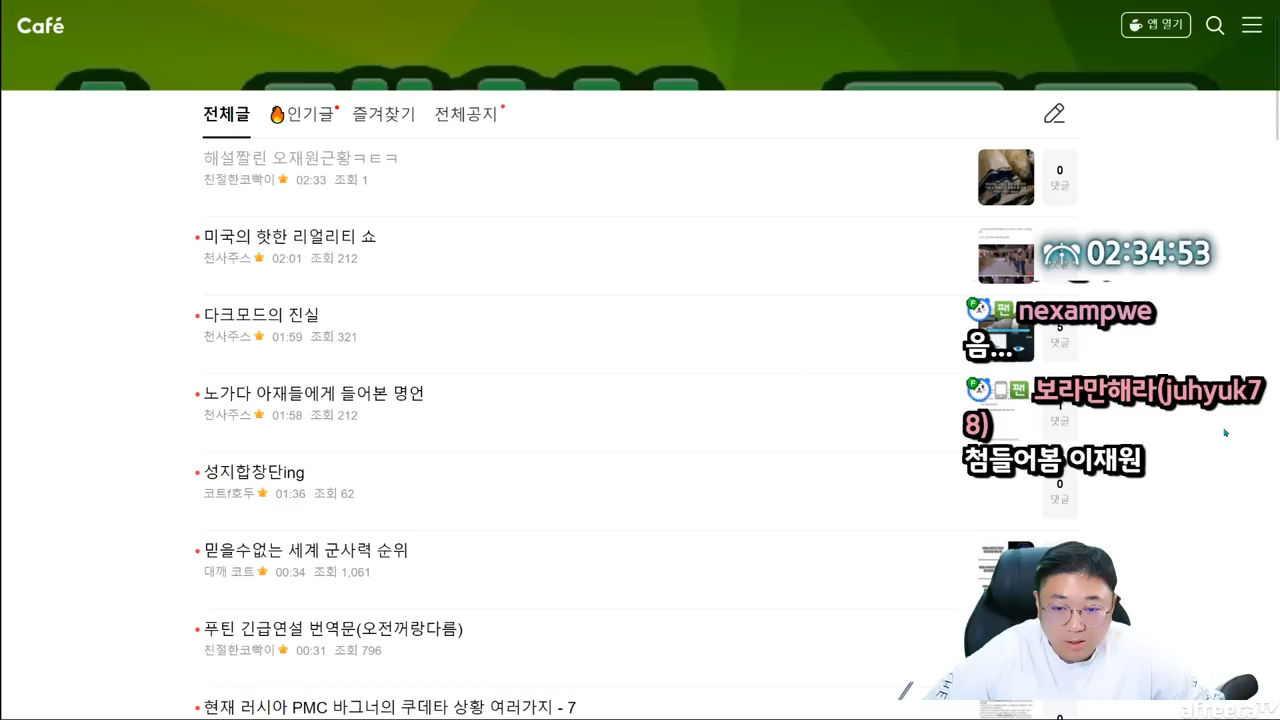 Café
앱 열기
전체글
인기글
즐겨찾기
전체공지
해설짤린 오재원근황ㅋㅌㅋ
친절한코빡이 02:33 조회 1
0
댓글
미국의 핫한 리얼리티 쇼
천사주스 조회 212
02:34:53
다크모드의 진실
천사주스 조회 321
nexampwe
음...
5
댓글
노가다 아재들에게 들어본 명언
천사주스 01:50 조회 212
팬 보라만해라(juhyuk7
8)
댓글
첨들어봄 이재원
성지합창단ing
코트f호두 01:36 조회 62
0
댓글
믿을수없는 세계 군사력 순위
대깨 코트 조회 1,061
푸틴 긴급연설 번역문(오전꺼랑다름)
친절한코빡이 00:31 조회 796
현재 러시아 PMC 바그너의 쿠데타 상황 여러가지 - 7
afreecaTV